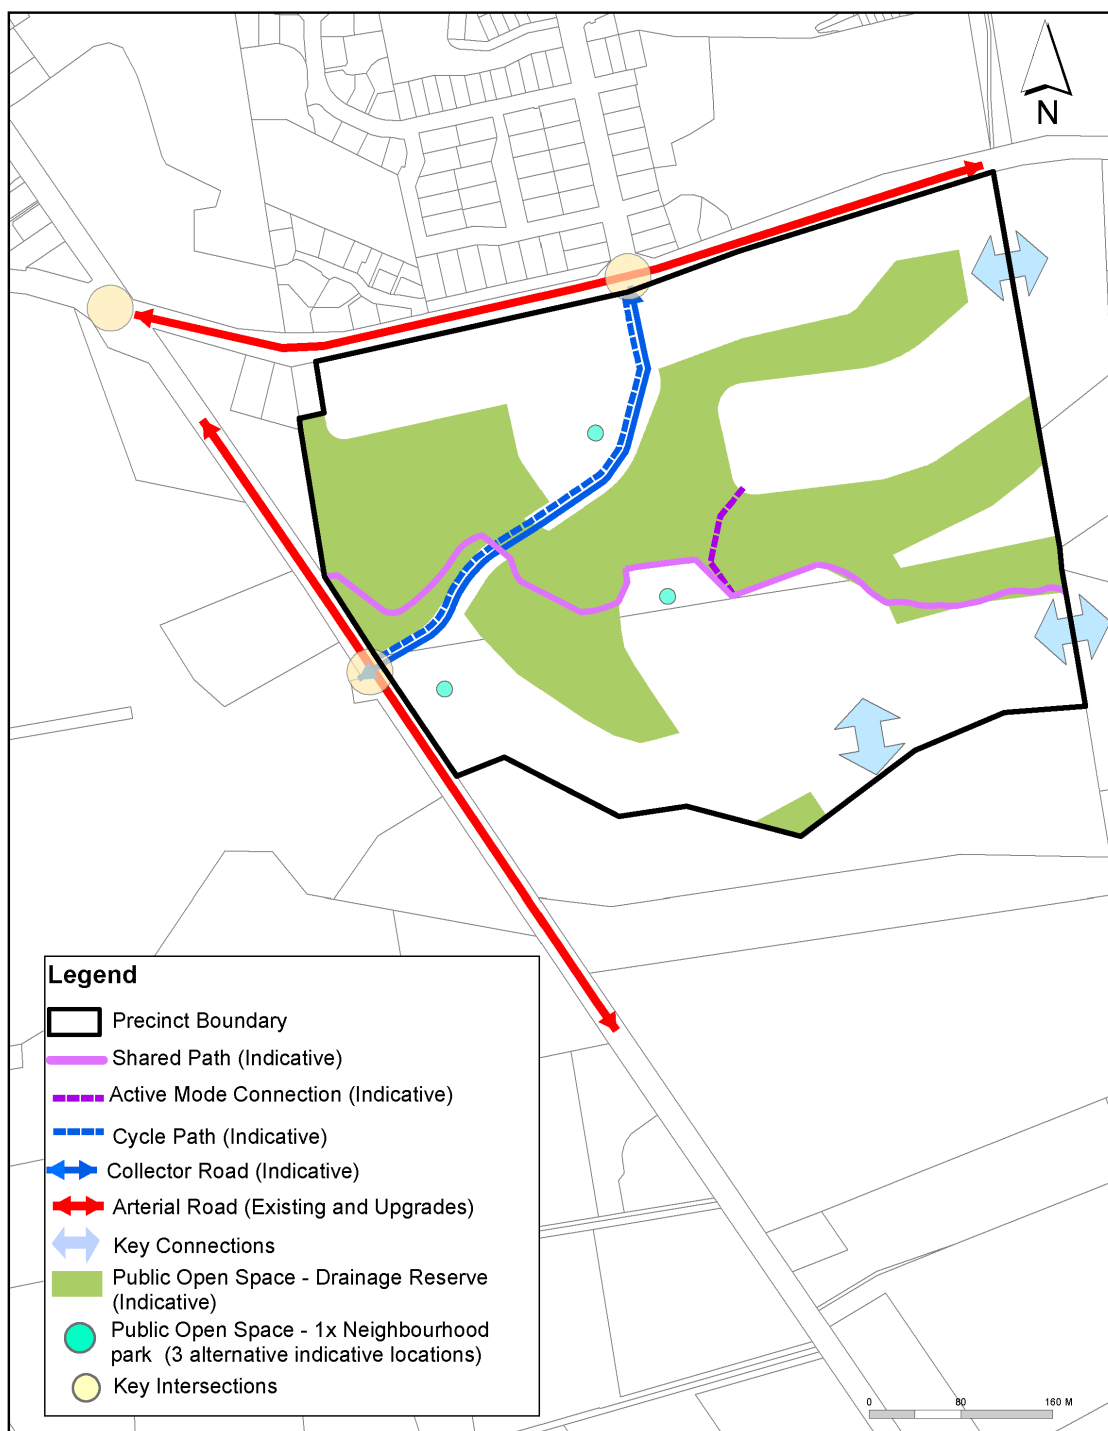 N
Legend
Precinct Boundary
Shared Path (Indicative)
Active Mode Connection (Indicative)
Cycle Path (Indicative)
Collector Road (Indicative)
Arterial Road (Existing and Upgrades)
Key Connections
Public Open Space - Drainage Reserve
(Indicative)
Public Open Space - 1x Neighbourhood
park (3 alternative indicative locations)
Key Intersections
0 80 160 M